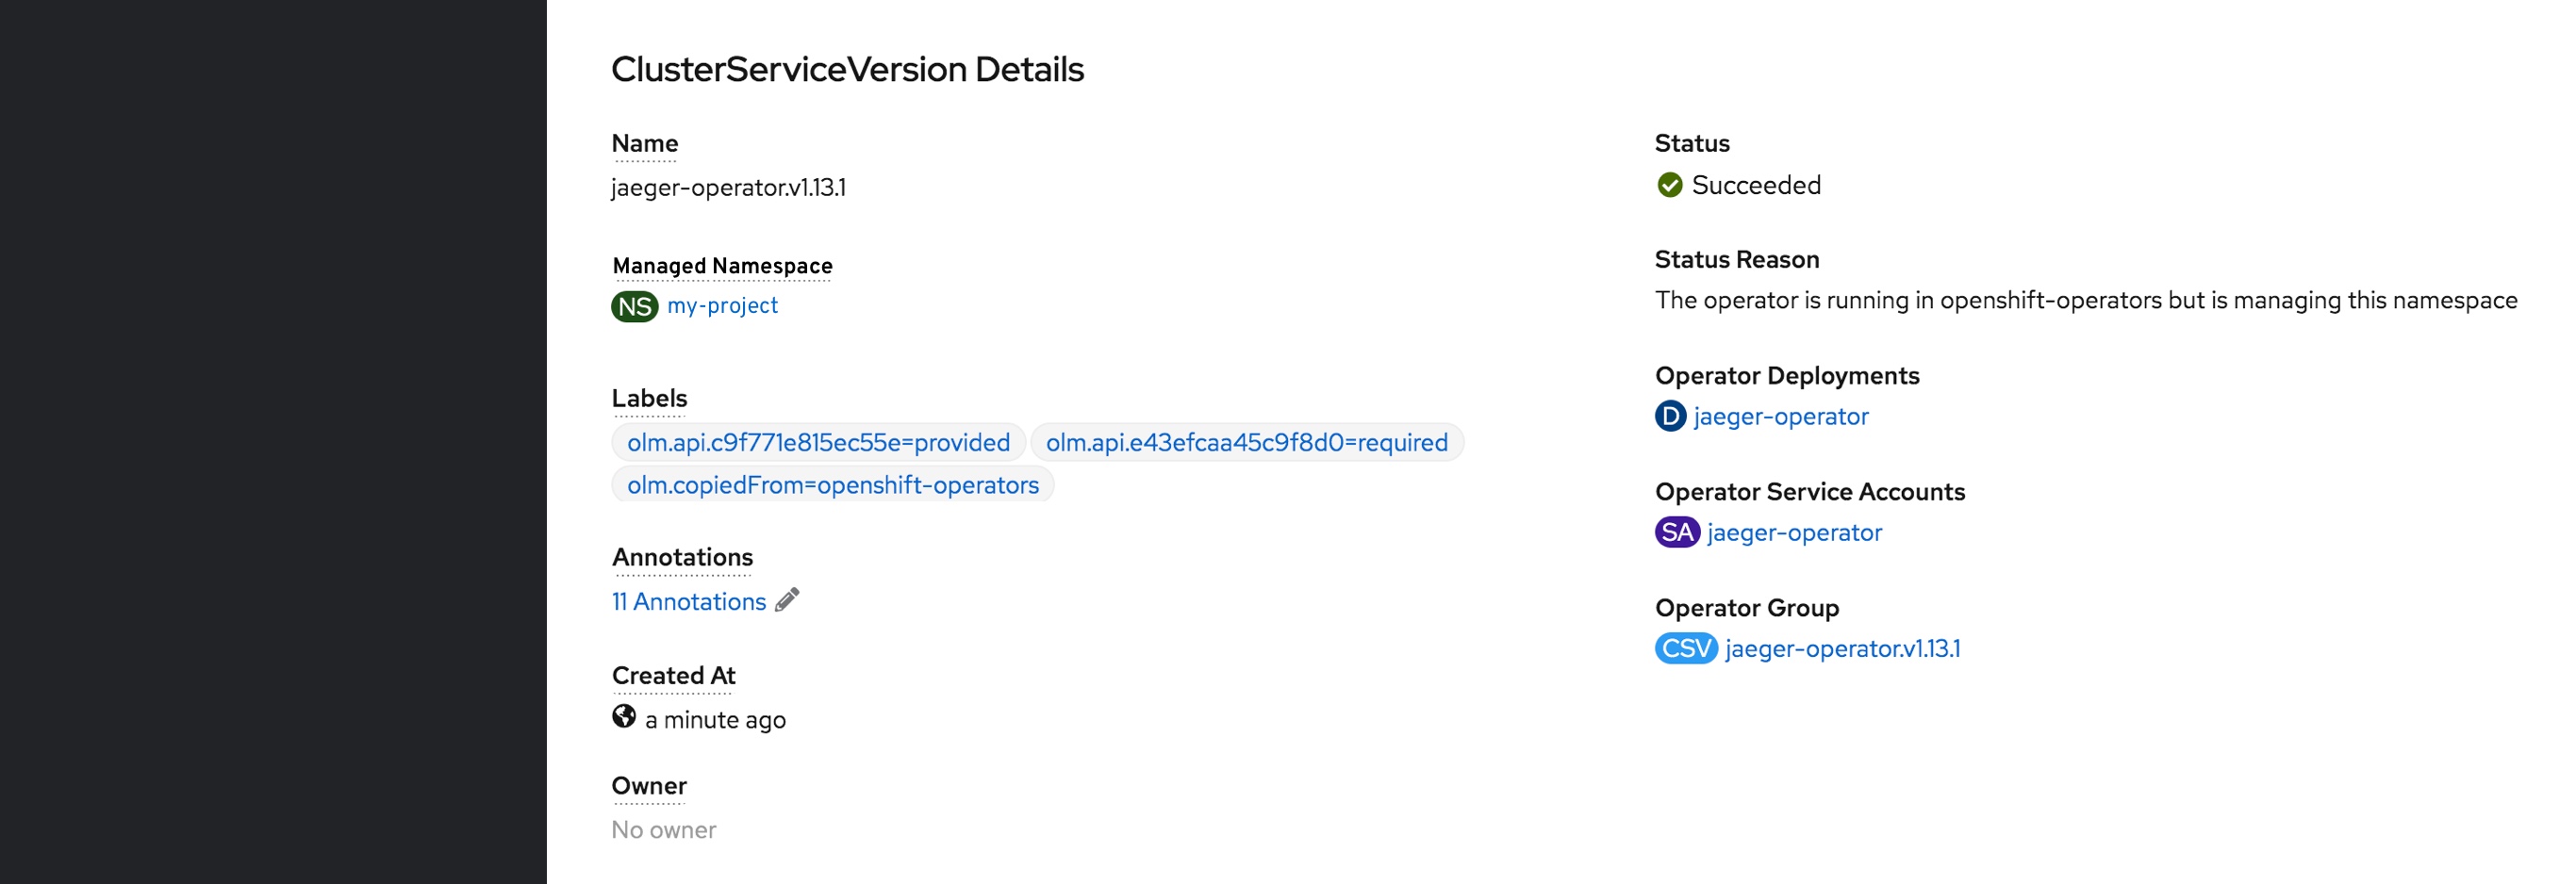 ClusterServiceVersion Details
Name
jaeger-operator.v1.13.1
Managed Namespace
NS my-project
Labels
olm.api.c9f771e815ec55e=provided olm.api.e43efcaa45c9f8d0=required
olm.copiedFrom=openshift-operators
Annotations
11 Annotations
Created At
a minute ago
Owner
No owner
Status
Succeeded
Status Reason
The operator is running in openshift-operators but is managing this namespace
Operator Deployments
D jaeger-operator
Operator Service Accounts
SA jaeger-operator
Operator Group
CSV jaeger-operator.v1.13.1